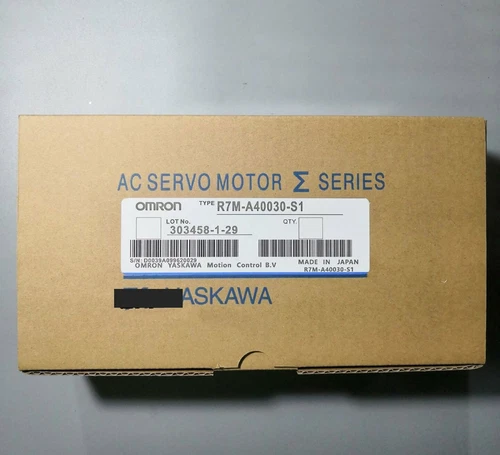 AC SERVO MOTOR Σ SERIES
OMRON TYPE R7M-A40030-S1
LOT No. QTY.
303458-1-29
S/N: D0039A899620029
OMRON YASKAWA Motion Control B.V MADE IN JAPAN
R7M-A40030-S1
ASKAWA